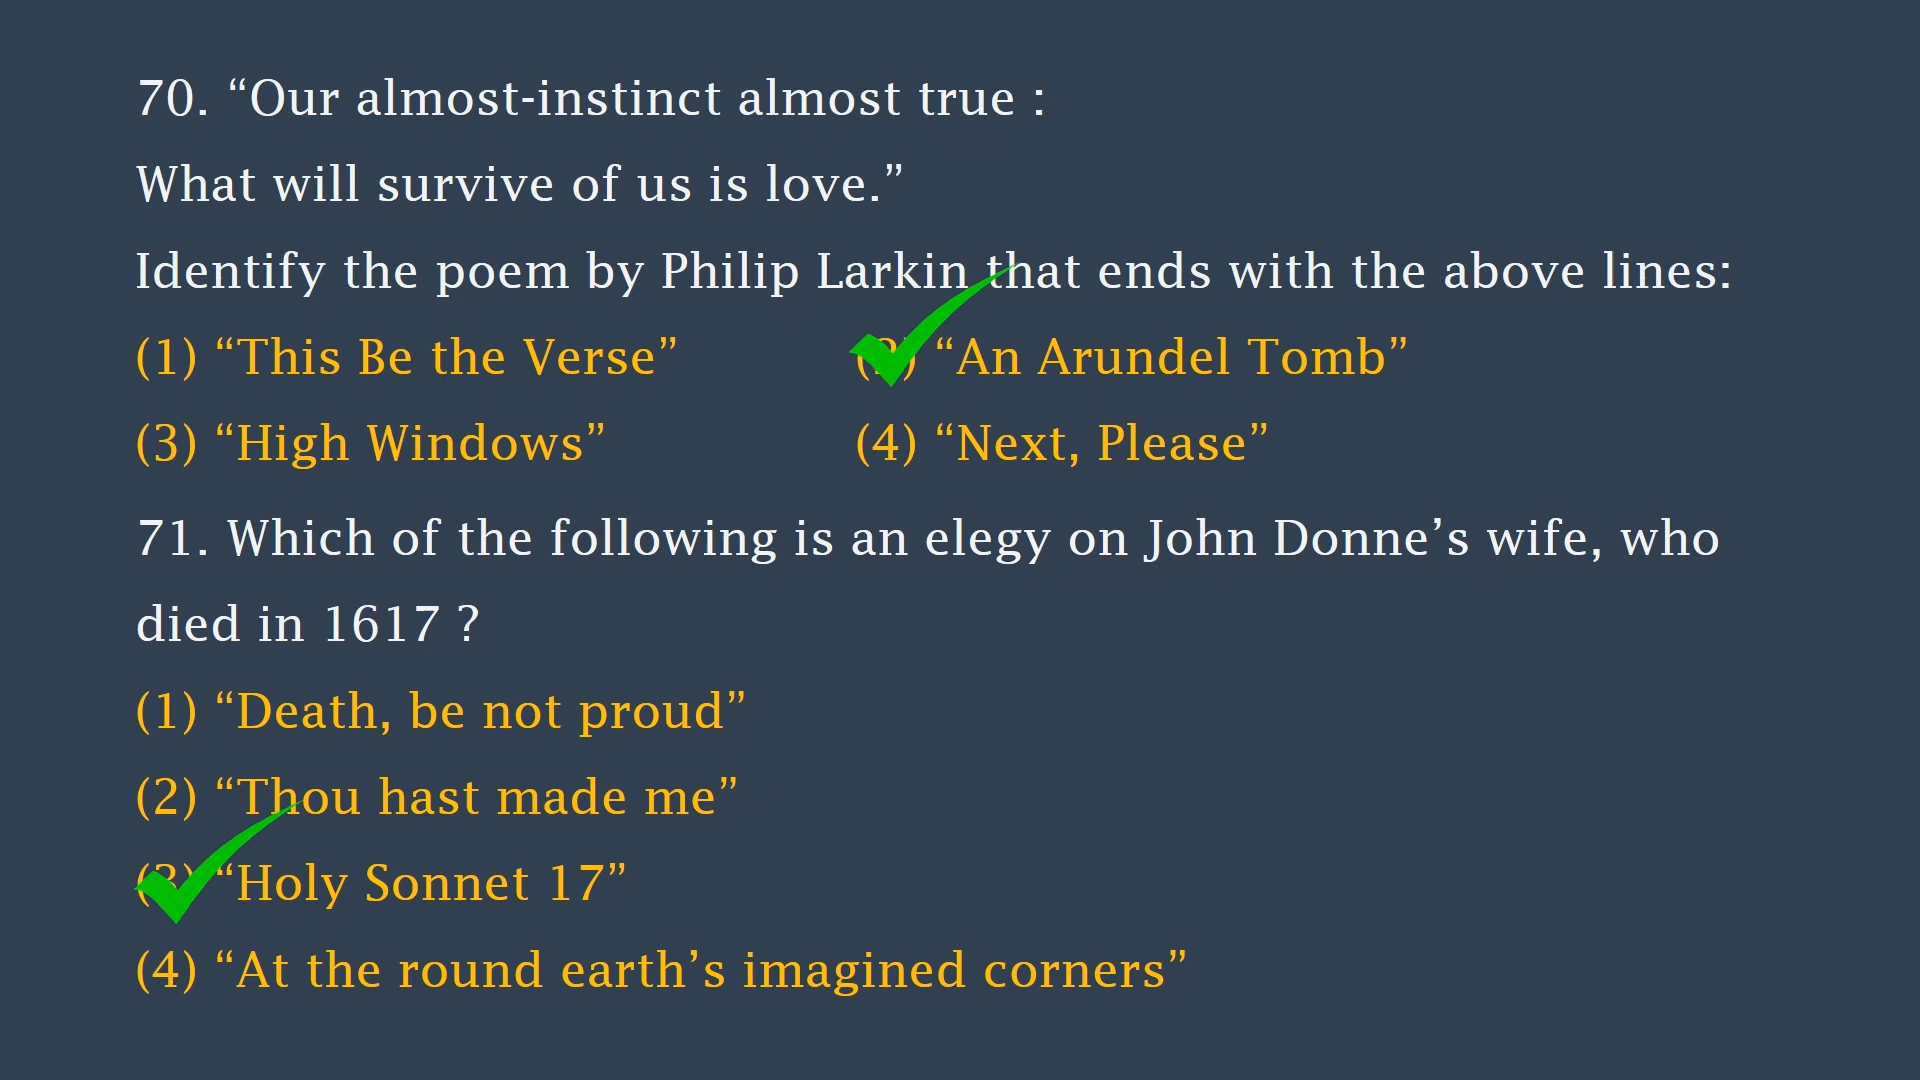 70. “Our almost-instinct almost true :
What will survive of us is love.”
Identify the poem by Philip Larkin that ends with the above lines:
(1) “This Be the Verse” (2) “An Arundel Tomb”
(3) “High Windows” (4) “Next, Please”
71. Which of the following is an elegy on John Donne’s wife, who
died in 1617 ?
(1) “Death, be not proud”
(2) “Thou hast made me”
(3) “Holy Sonnet 17”
(4) “At the round earth’s imagined corners”